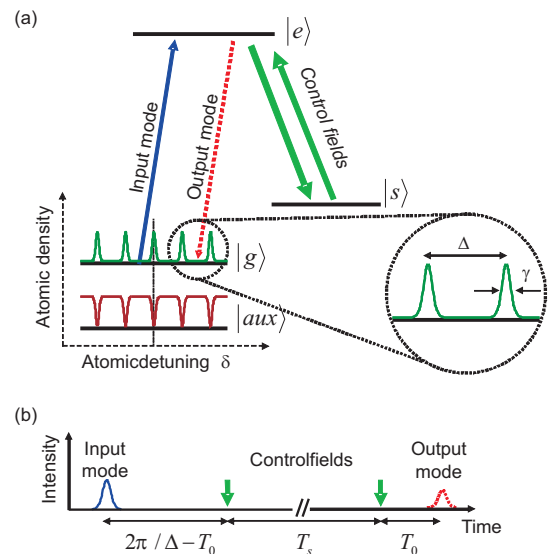 (a)
|e⟩
Input mode
Output mode
Control fields
|s⟩
Atomic density
|g⟩
|aux⟩
Atomicdetuning δ
Δ
γ
(b)
Intensity
Input
mode
Controlfields
Output
mode
Time
2π / Δ − T₀
Tₛ
T₀